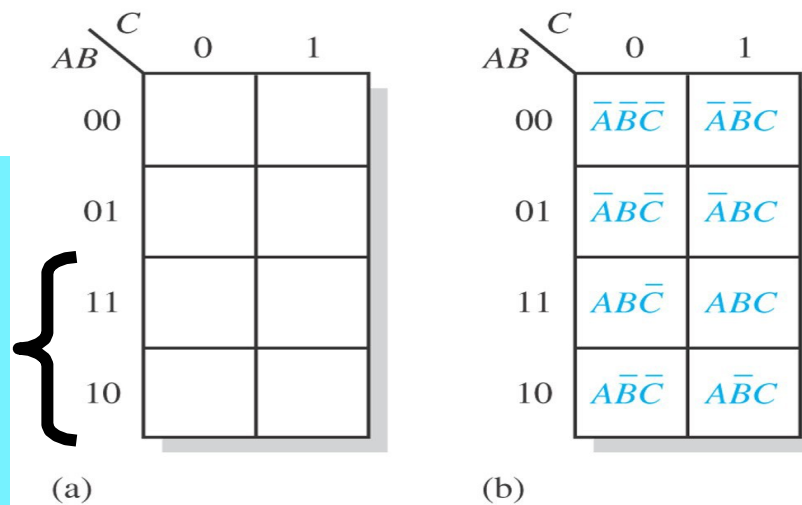 C
AB 0 1
00
01
11
10
(a)
C
AB 0 1
00 A̅B̅C̅ A̅B̅C
01 A̅BC̅ A̅BC
11 ABC̅ ABC
10 AB̅C̅ AB̅C
(b)